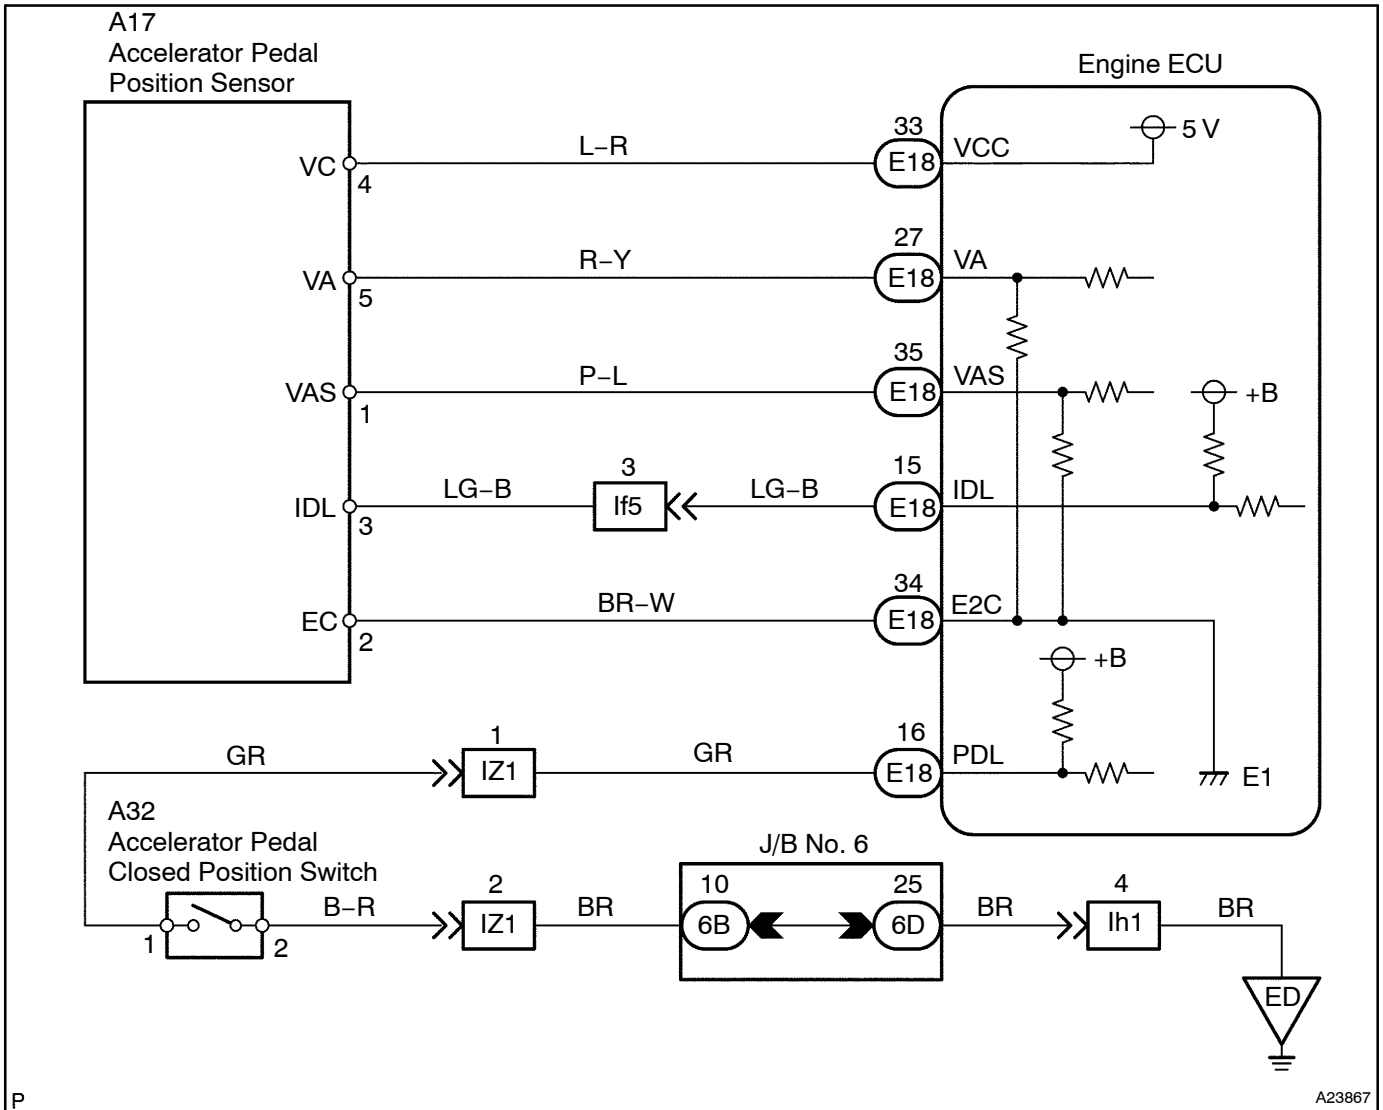 A17
Accelerator Pedal
Position Sensor
Engine ECU
VC
4
L–R
33
E18
VCC
5 V
VA
5
R–Y
27
E18
VA
VAS
1
P–L
35
E18
VAS
+B
IDL
3
LG–B
3
If5
LG–B
15
E18
IDL
EC
2
BR–W
34
E18
E2C
+B
GR
1
IZ1
GR
16
E18
PDL
E1
A32
Accelerator Pedal
Closed Position Switch
1
2
B–R
2
IZ1
BR
J/B No. 6
10
6B
25
6D
BR
4
Ih1
BR
ED
P
A23867